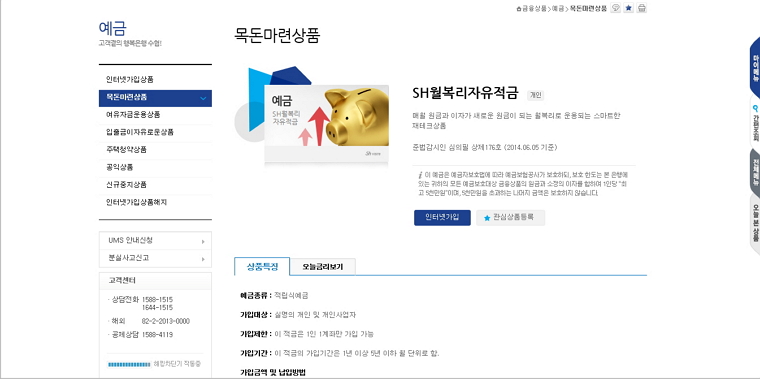 금융상품 > 예금 > 목돈마련상품
예금
고객곁의 행복은행 수협!
인터넷가입상품
목돈마련상품
여유자금운용상품
입출금이자유로운상품
주택청약상품
공익상품
신규중지상품
인터넷가입상품해지
UMS 안내신청
분실사고신고
고객센터
상담전화 1588-1515
1644-1515
해외 82-2-2013-0000
공제상담 1588-4119
해킹차단기 작동중
목돈마련상품
예금
SH월복리
자유적금
SH월복리자유적금 개인
매월 원금과 이자가 새로운 원금이 되는 월복리로 운용되는 스마트한
재테크상품
준법감시인 심의필 상제176호 (2014.06.05 기준)
이 예금은 예금자보호법에 따라 예금보험공사가 보호하되, 보호 한도는 본 은행에
있는 귀하의 모든 예금보호대상 금융상품의 원금과 소정의 이자를 합하여 1인당 "최
고 5천만원"이며, 5천만원을 초과하는 나머지 금액은 보호하지 않습니다.
인터넷가입
관심상품등록
상품특징
오늘금리보기
예금종류 : 적립식예금
가입대상 : 실명의 개인 및 개인사업자
가입제한 : 이 적금은 1인 1계좌만 가입 가능
가입기간 : 이 적금의 가입기간은 1년 이상 5년 이하 월 단위로 함.
가입금액 및 납입방법
마이메뉴
간편조회
전체메뉴
오늘 본 상품